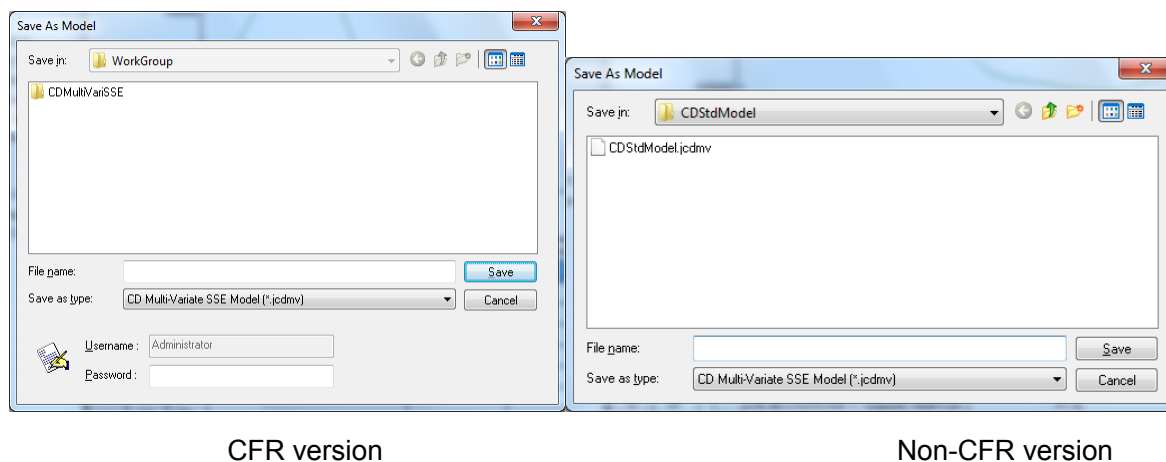 Save As Model
Save in:
WorkGroup
CDMultiVariSSE
File name:
Save
Save as type:
CD Multi-Variate SSE Model (*.jcdmv)
Cancel
Username :
Administrator
Password :
Save As Model
Save in:
CDStdModel
CDStdModel.jcdmv
File name:
Save
Save as type:
CD Multi-Variate SSE Model (*.jcdmv)
Cancel
CFR version
Non-CFR version